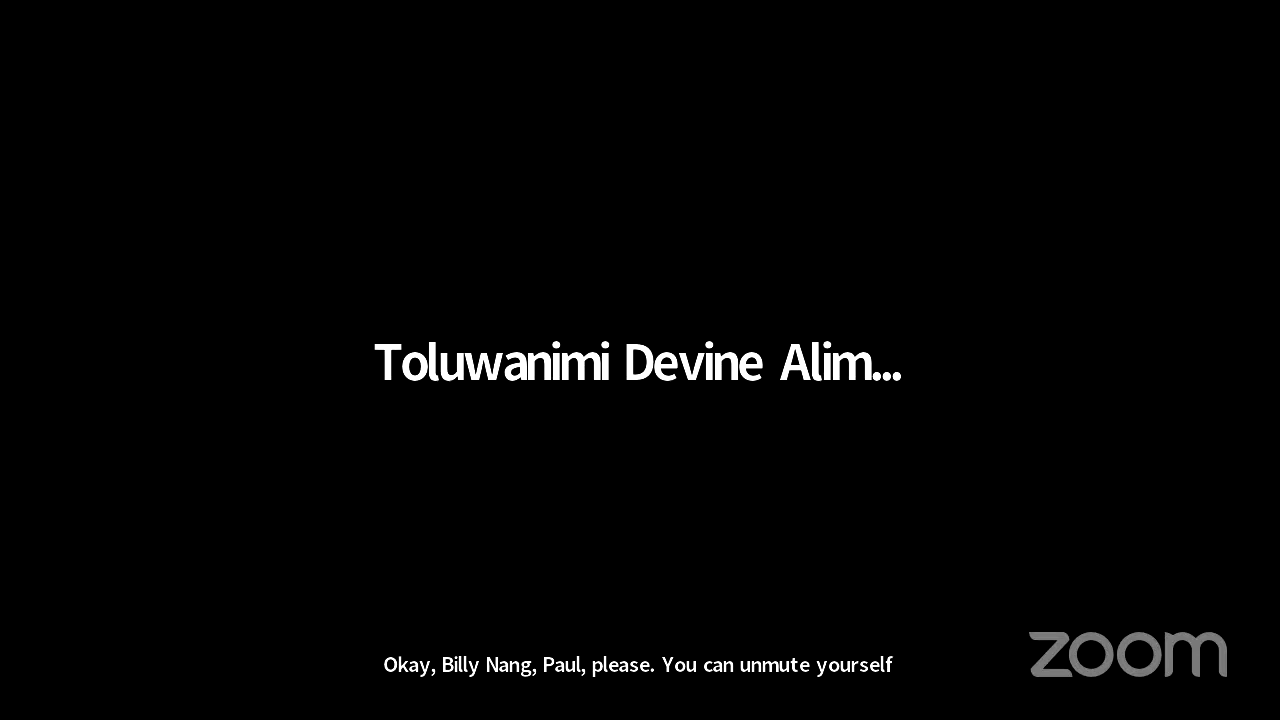 Toluwanimi Devine Alim...
Okay, Billy Nang, Paul, please. You can unmute yourself
zoom